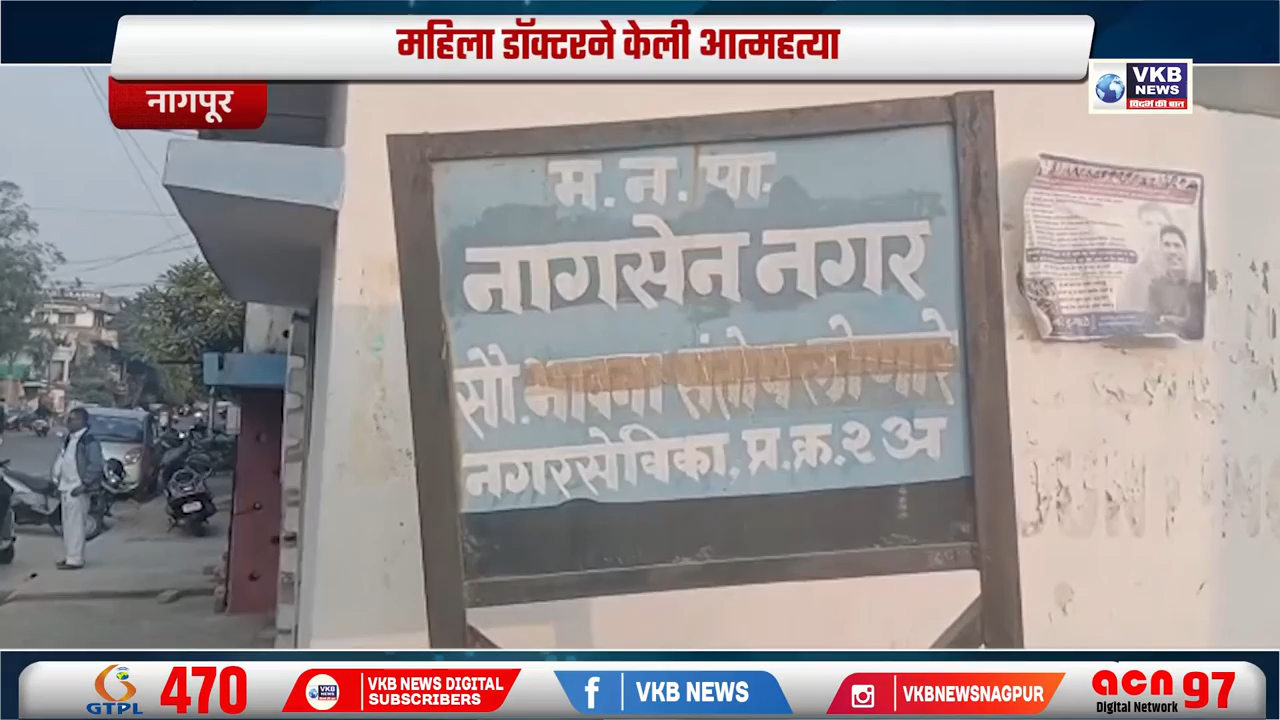 महिला डॉक्टरने केली आत्महत्या
नागपूर
VKB
NEWS
विदर्भ की बात
म. न. पा.
नागसेन नगर
सौ. भावना संतोष लोणारे
नगरसेविका, प्र.क्र. २ अ
GTPL
470
VKB NEWS DIGITAL
SUBSCRIBERS
VKB NEWS
VKBNEWSNAGPUR
acn 97
Digital Network